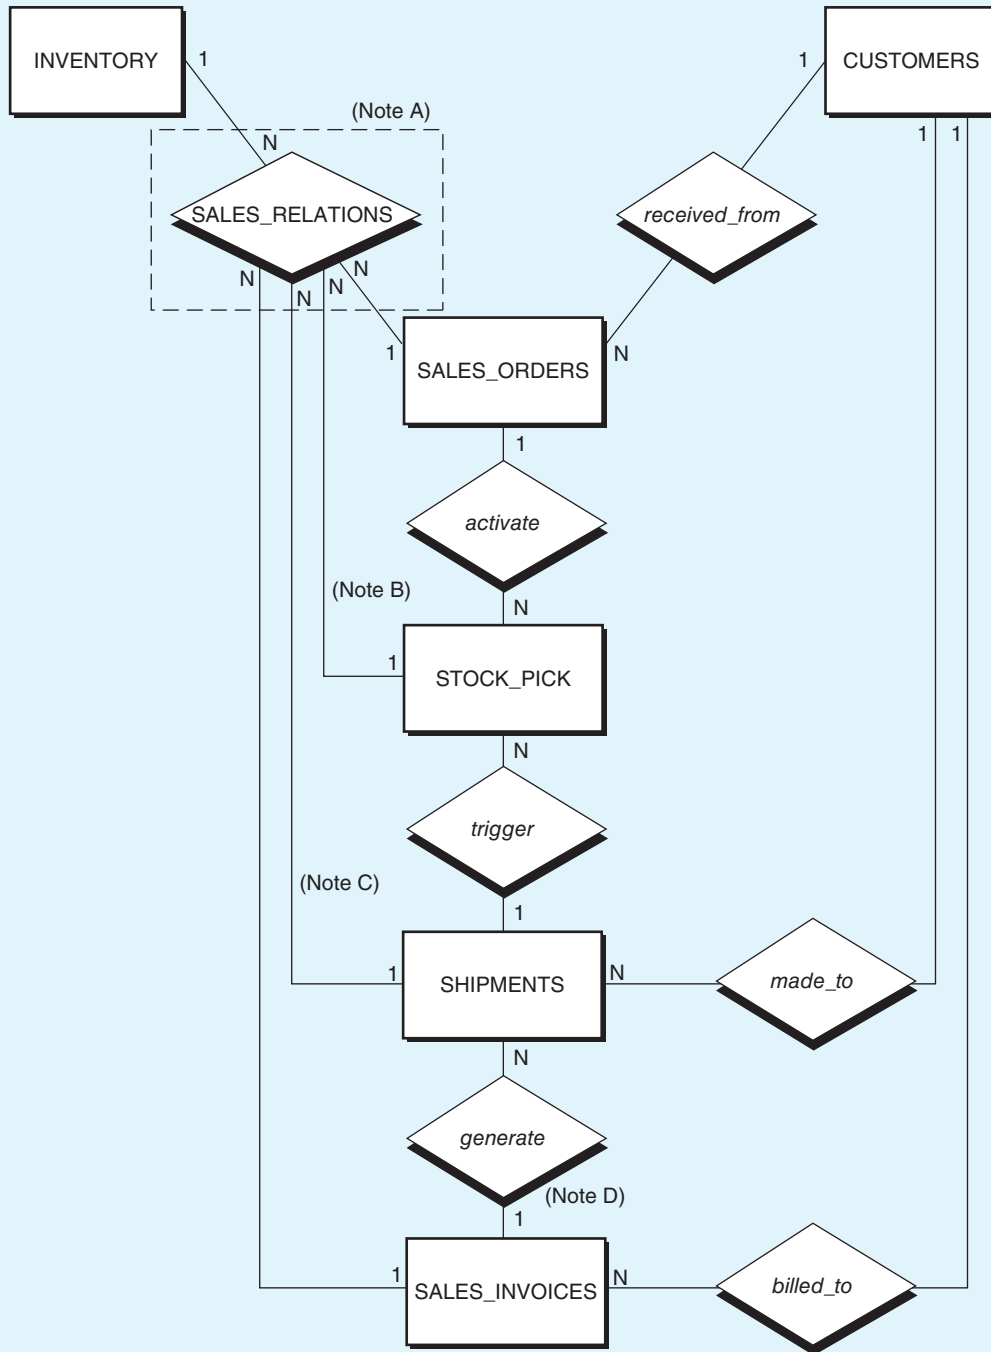 INVENTORY
1
1
CUSTOMERS
(Note A)
N
1
1
SALES_RELATIONS
received_from
N
N
N
N
1
N
SALES_ORDERS
1
activate
(Note B)
N
1
STOCK_PICK
N
trigger
(Note C)
1
1
SHIPMENTS
N
made_to
N
generate
(Note D)
1
1
SALES_INVOICES
N
billed_to